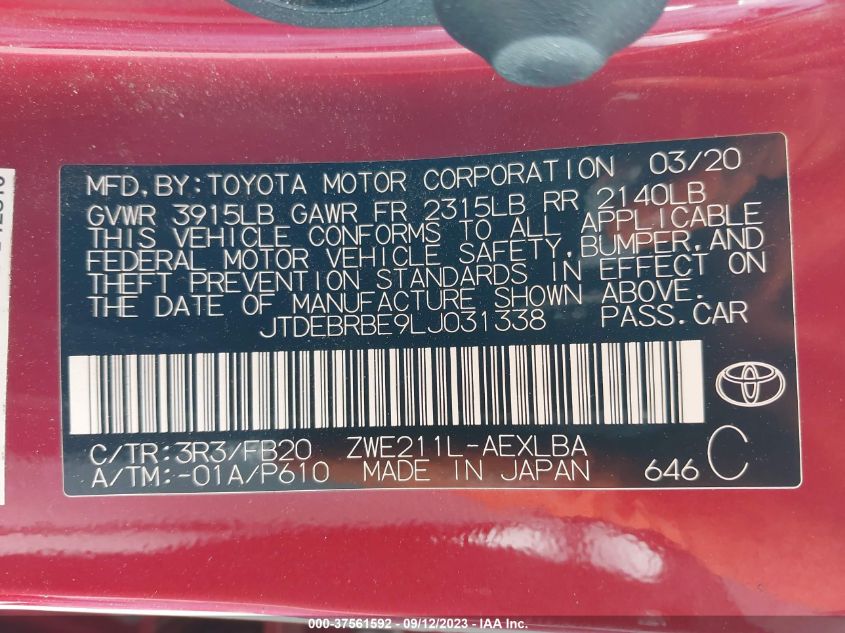 MFD. BY: TOYOTA MOTOR CORPORATION 03/20
GVWR 3915LB GAWR FR 2315LB RR 2140LB
THIS VEHICLE CONFORMS TO ALL APPLICABLE
FEDERAL MOTOR VEHICLE SAFETY, BUMPER, AND
THEFT PREVENTION STANDARDS IN EFFECT ON
THE DATE OF MANUFACTURE SHOWN ABOVE.
JTDEBRBE9LJ031338 PASS. CAR
C/TR: 3R3/FB20 ZWE211L-AEXLBA
A/TM: -01A/P610 MADE IN JAPAN 646 C
000-37561592 - 09/12/2023 - IAA Inc.